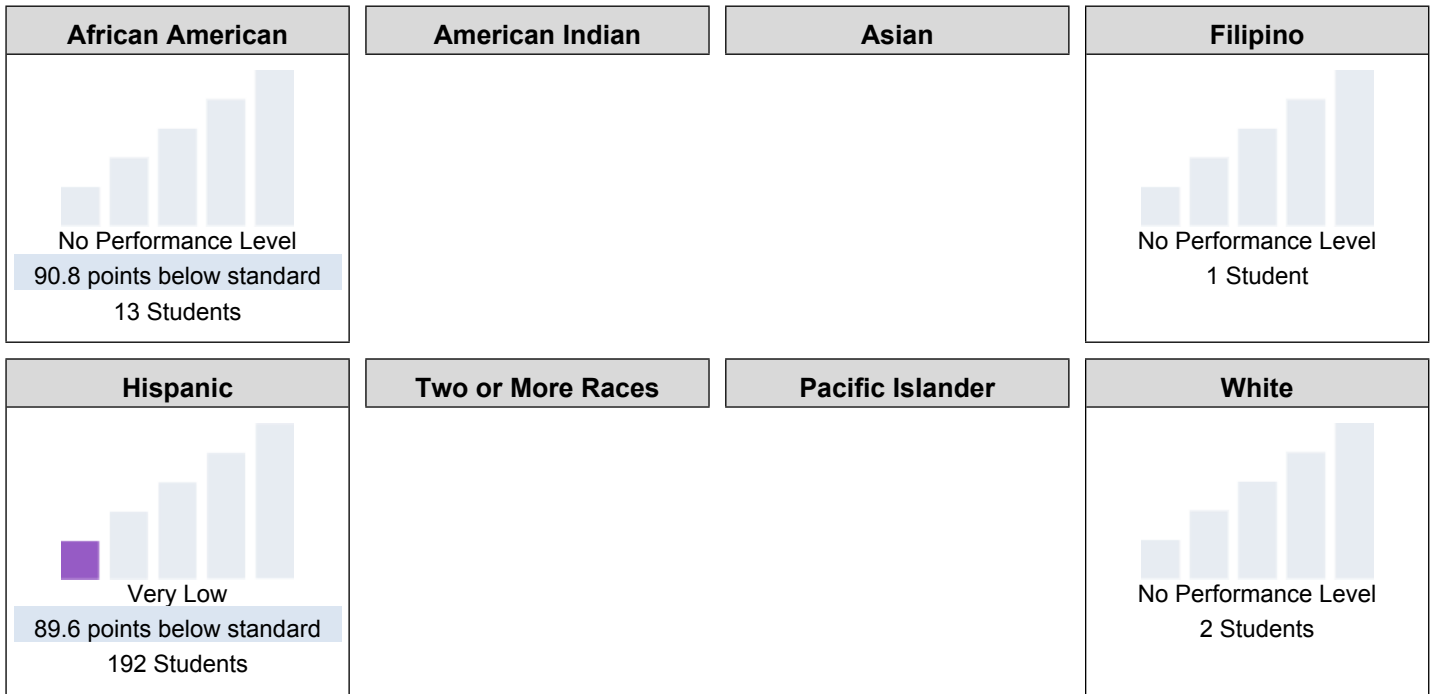 African American
American Indian
Asian
Filipino
No Performance Level
90.8 points below standard
13 Students
No Performance Level
1 Student
Hispanic
Two or More Races
Pacific Islander
White
Very Low
89.6 points below standard
192 Students
No Performance Level
2 Students